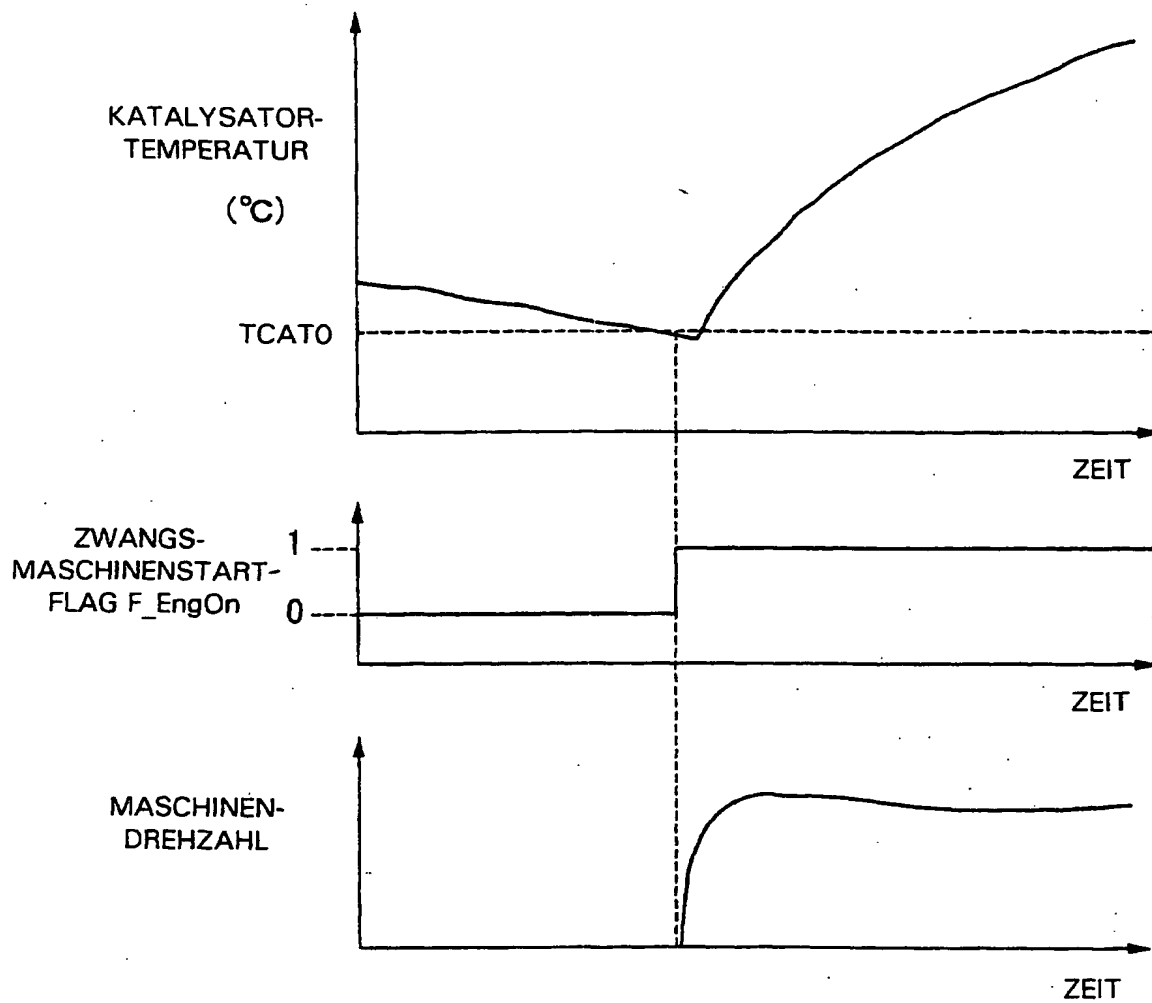 KATALYSATOR-
TEMPERATUR
(°C)
TCAT0
ZEIT
ZWANGS-
MASCHINENSTART-
FLAG F_EngOn
1
0
ZEIT
MASCHINEN-
DREHZAHL
ZEIT